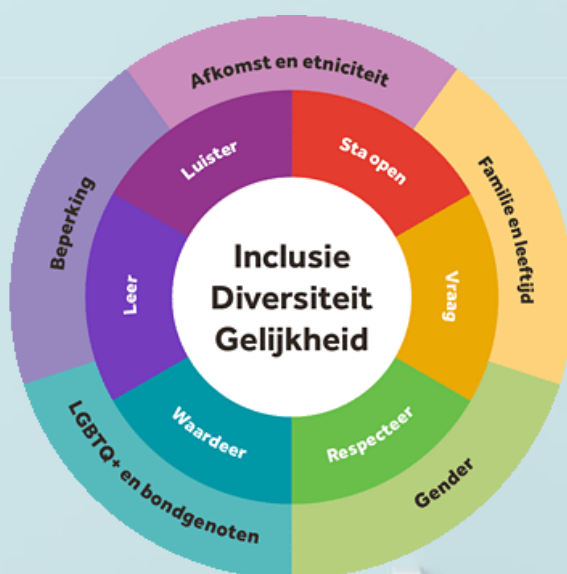 Inclusie
Diversiteit
Gelijkheid
Sta open
Vraag
Respecteer
Waardeer
Leer
Luister
Afkomst en etniciteit
Familie en leeftijd
Gender
LGBTQ+ en bondgenoten
Beperking